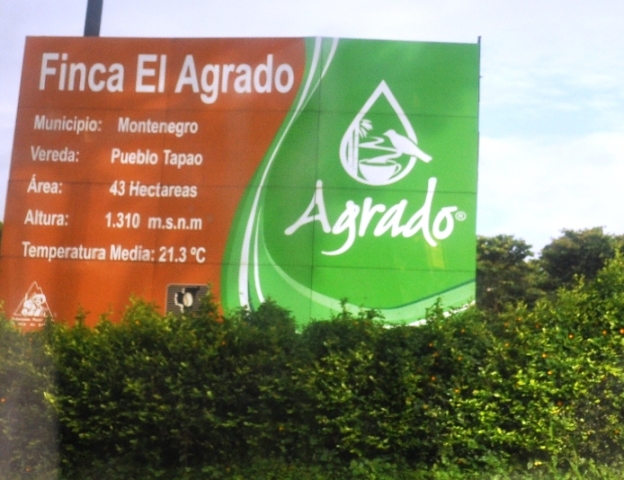 Finca El Agrado
Municipio: Montenegro
Vereda: Pueblo Tapao
Área: 43 Hectareas
Altura: 1.310 m.s.n.m
Temperatura Media: 21.3 ºC
Agrado®